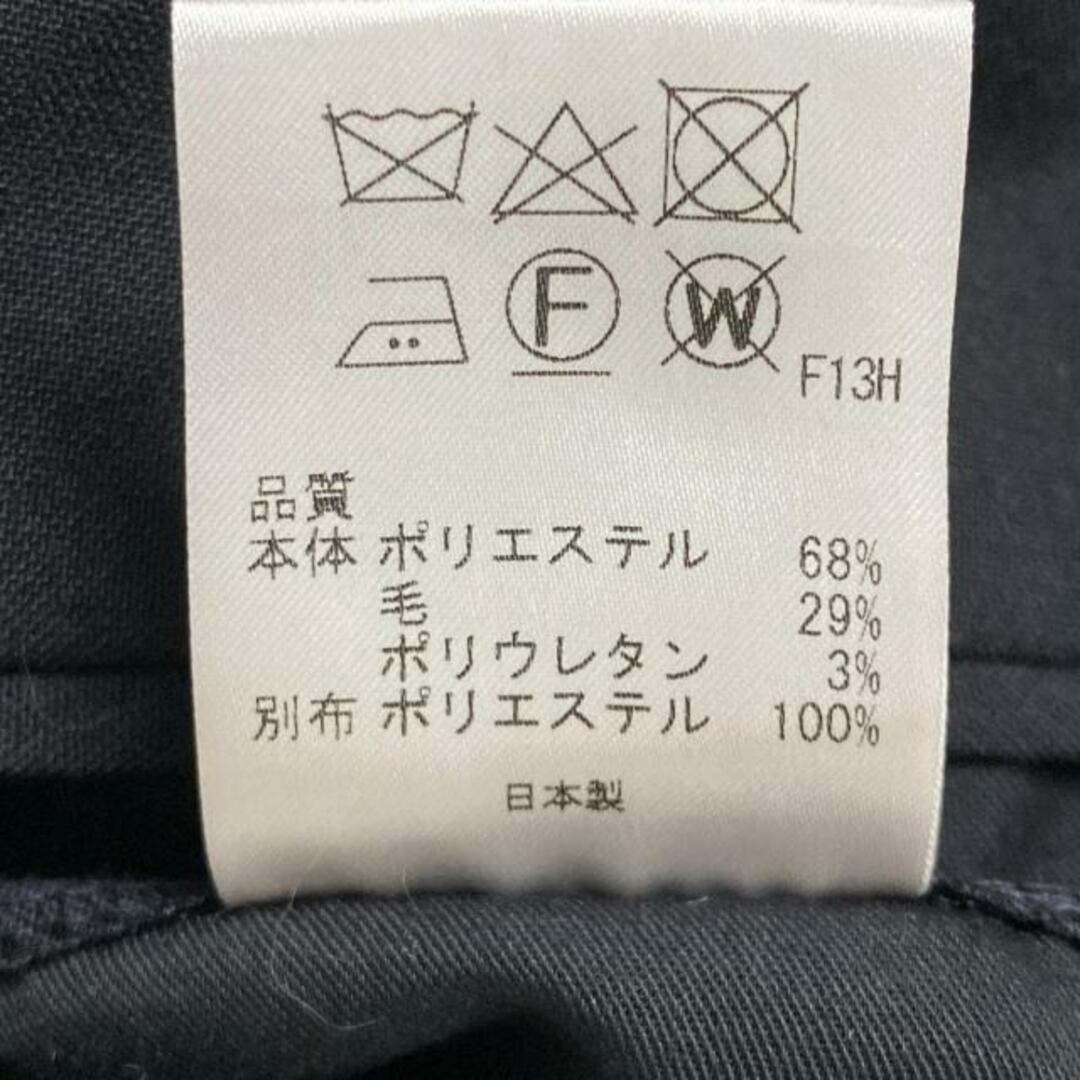 F W
F13H
品質
本体 ポリエステル 68%
毛 29%
ポリウレタン 3%
別布 ポリエステル 100%
日本製